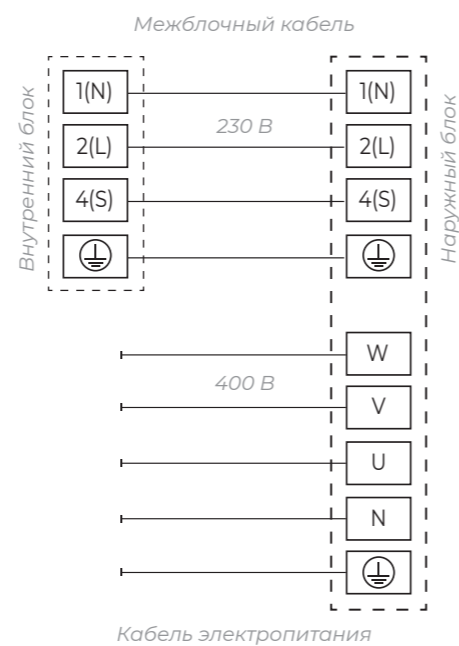 Межблочный кабель
Внутренний блок
Наружный блок
1(N)
1(N)
230 В
2(L)
2(L)
4(S)
4(S)
W
400 В
V
U
N
Кабель электропитания